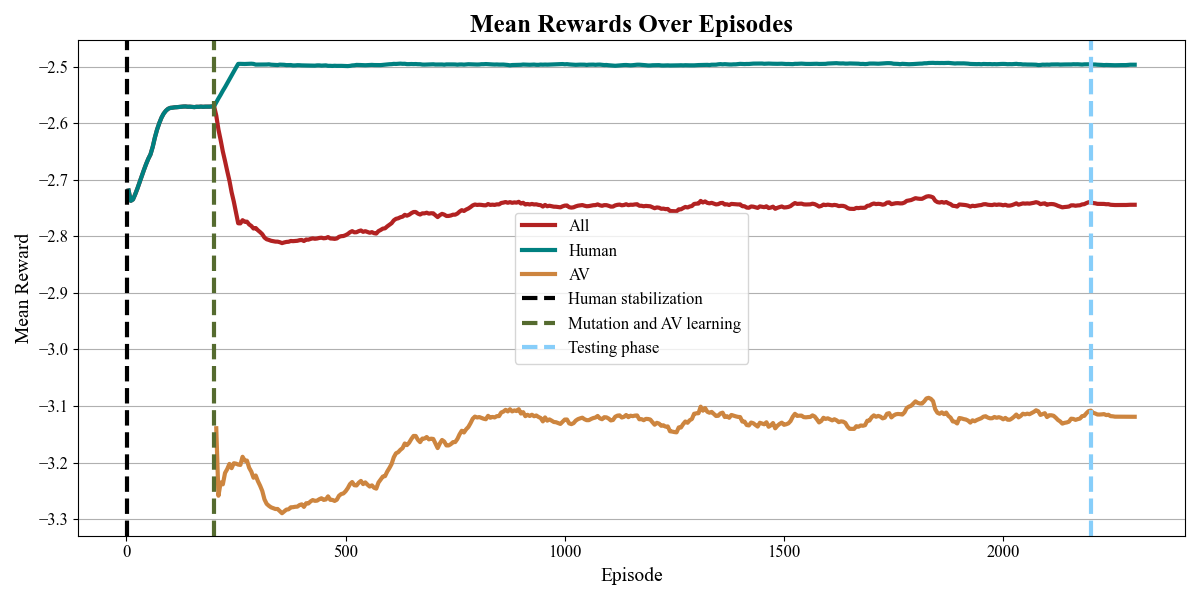 Mean Rewards Over Episodes
Mean Reward
−2.5
−2.6
−2.7
−2.8
−2.9
−3.0
−3.1
−3.2
−3.3
All
Human
AV
Human stabilization
Mutation and AV learning
Testing phase
0
500
1000
1500
2000
Episode